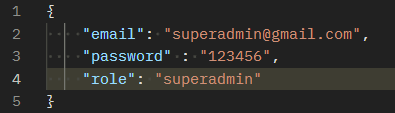 1 {
2     "email": "superadmin@gmail.com",
3     "password" : "123456",
4     "role": "superadmin"
5 }